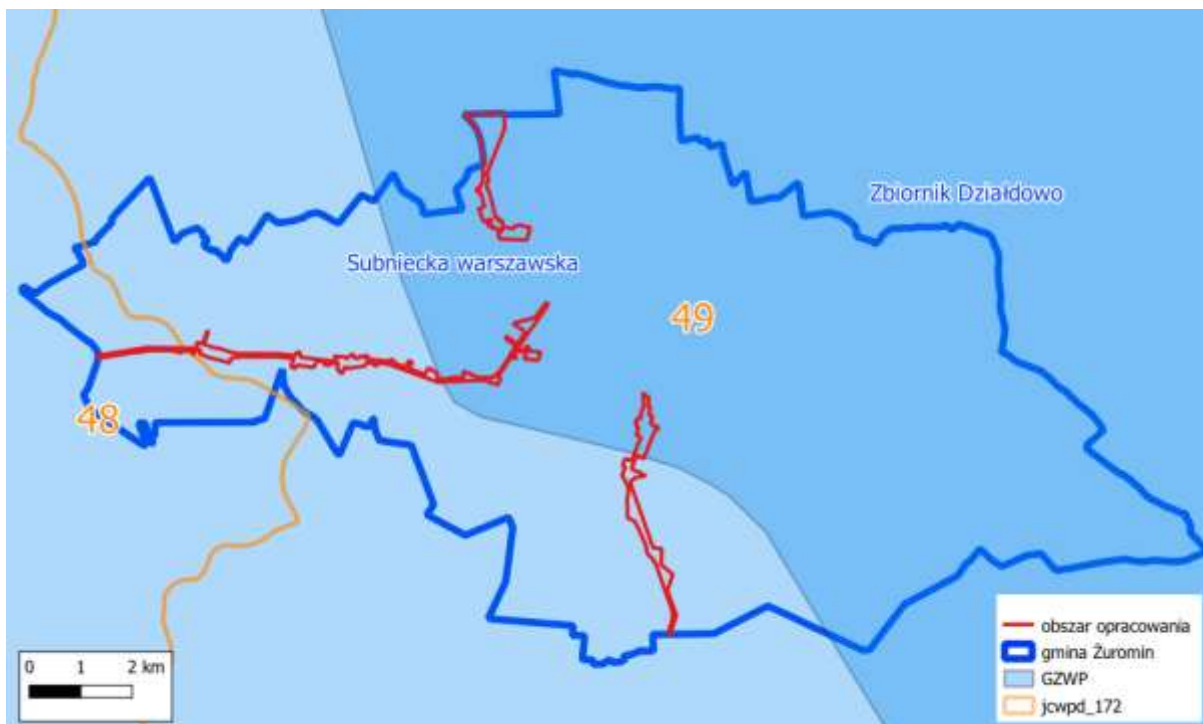 Zbiornik Działdowo
Subniecka warszawska
49
48
0 1 2 km
obszar opracowania
gmina Żuromin
GZWP
jcwpd_172